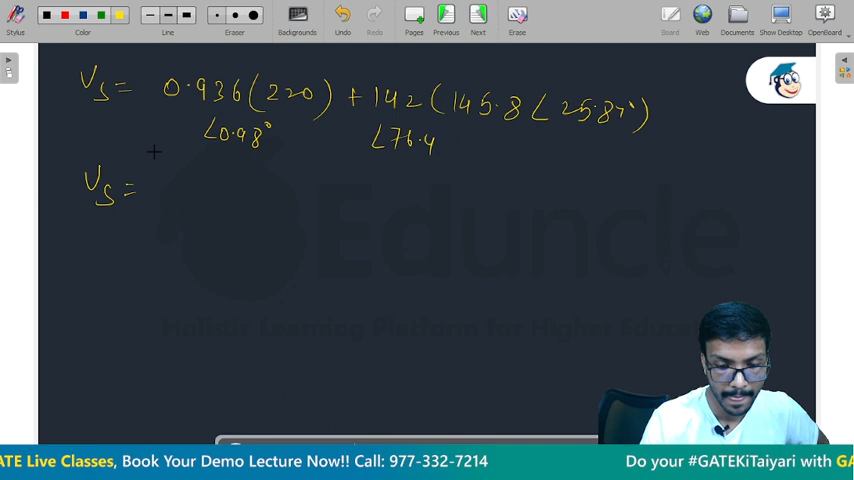 Stylus Color Line Eraser Backgrounds Undo Redo Pages Previous Next Erase Board Web Documents Show Desktop OpenBoard
Vs = 0.936(220) + 142(145.8∠25.87°)
∠0.98° ∠76.4
Vs =
Eduncle
Holistic Learning Platform for Higher Educa
ATE Live Classes, Book Your Demo Lecture Now!! Call: 977-332-7214 Do your #GATEKiTaiyari with GA